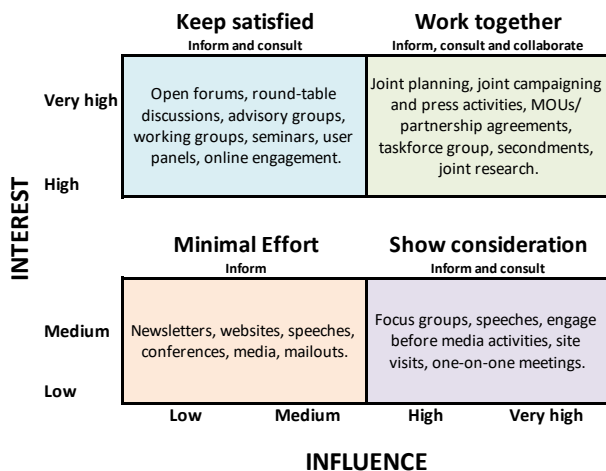 Keep satisfied
Inform and consult
Work together
Inform, consult and collaborate
Very high
High
Open forums, round-table
discussions, advisory groups,
working groups, seminars, user
panels, online engagement.
Joint planning, joint campaigning
and press activities, MOUs/
partnership agreements,
taskforce group, secondments,
joint research.
INTEREST
Minimal Effort
Inform
Show consideration
Inform and consult
Medium
Low
Newsletters, websites, speeches,
conferences, media, mailouts.
Focus groups, speeches, engage
before media activities, site
visits, one-on-one meetings.
Low
Medium
High
Very high
INFLUENCE